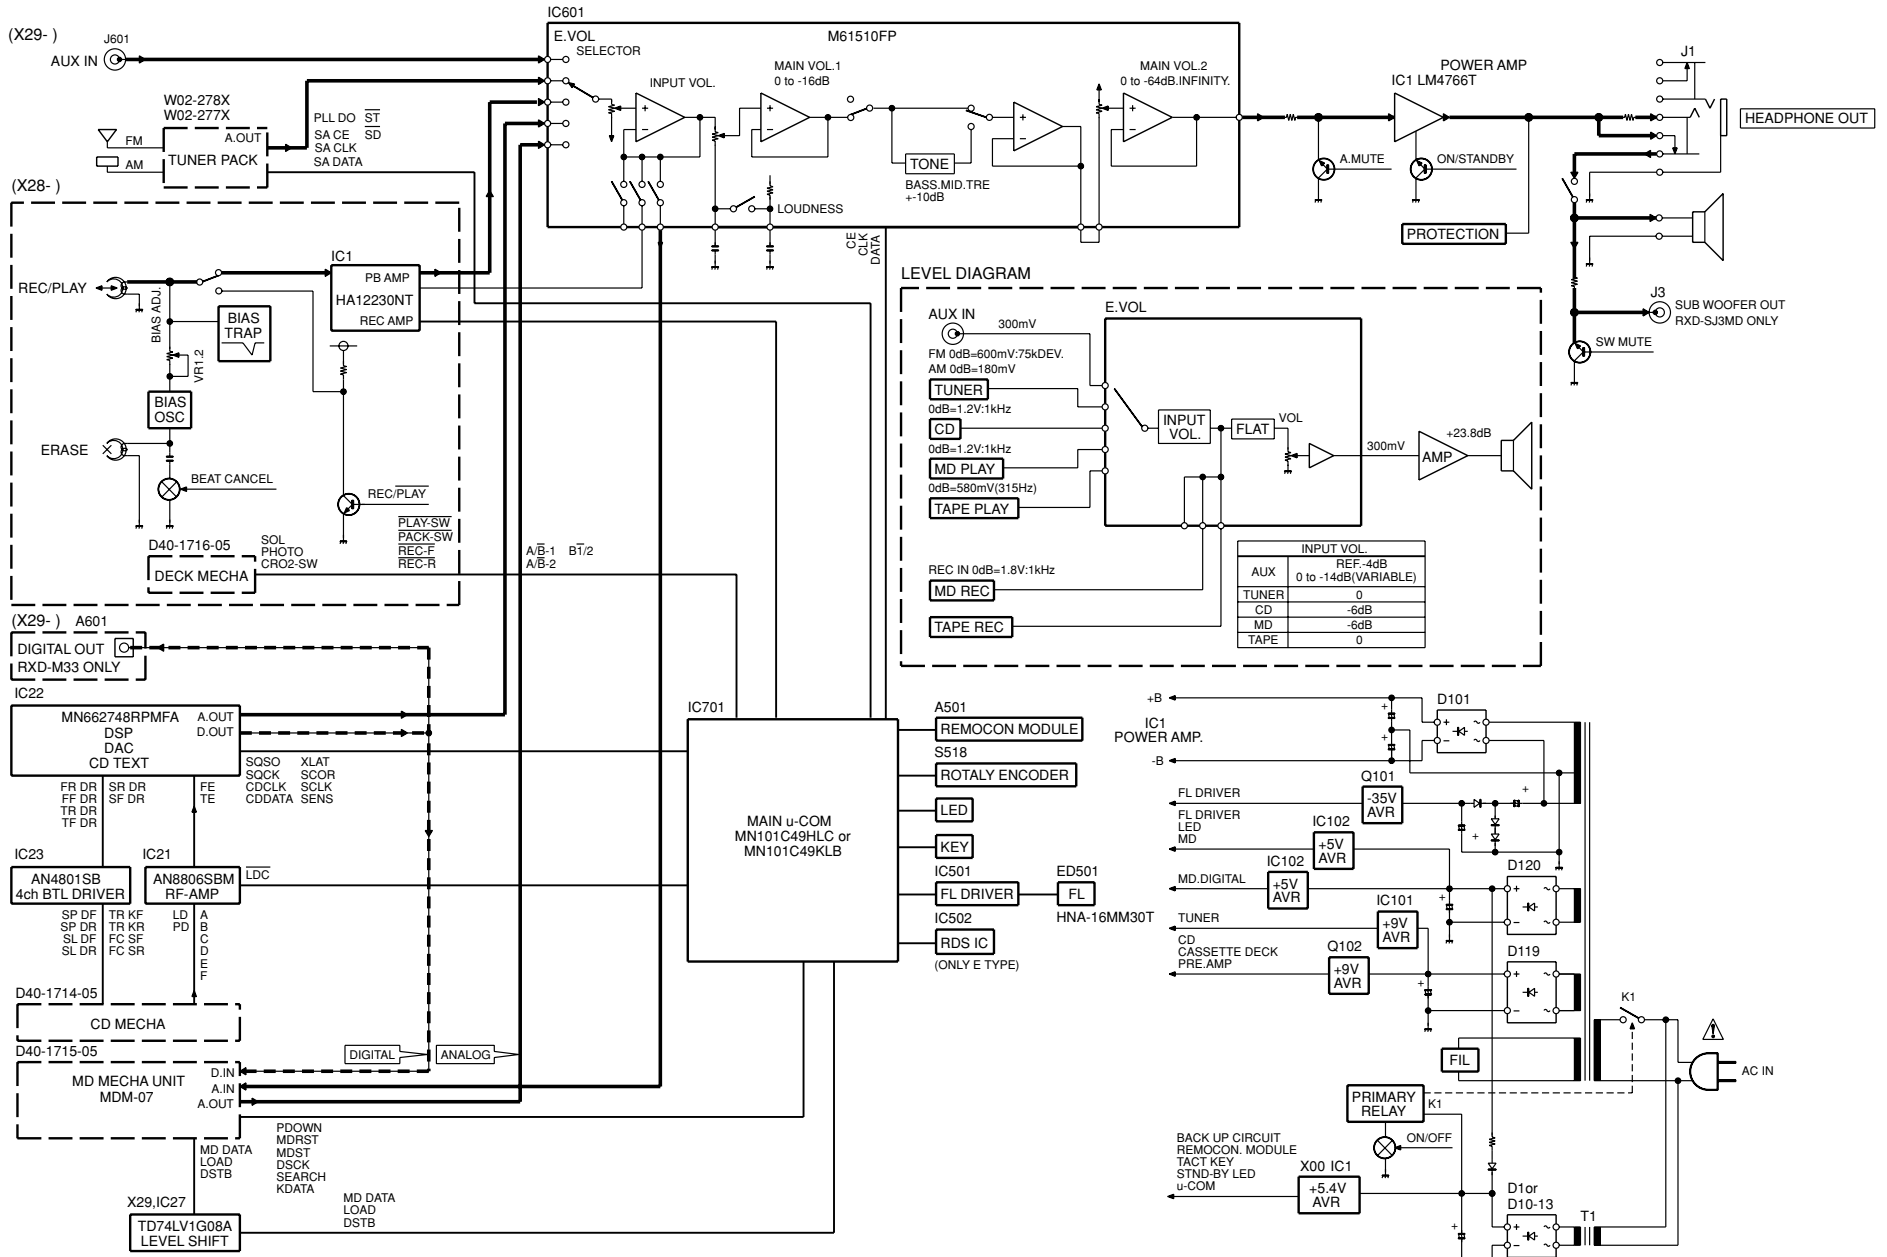 (X29- )
J601
AUX IN
IC601
E.VOL
SELECTOR
M61510FP
INPUT VOL.
MAIN VOL.1
0 to -16dB
MAIN VOL.2
0 to -64dB.INFINITY.
TONE
BASS.MID.TRE
+-10dB
LOUDNESS
CE
CLK
DATA
POWER AMP
IC1 LM4766T
A.MUTE
ON/STANDBY
PROTECTION
J1
HEADPHONE OUT
J3
SUB WOOFER OUT
RXD-SJ3MD ONLY
SW MUTE
W02-278X
W02-277X
FM
AM
A.OUT
TUNER PACK
PLL DO ST
SA CE SD
SA CLK
SA DATA
(X28- )
REC/PLAY
BIAS ADJ.
BIAS
TRAP
VR1.2
BIAS
OSC
ERASE
BEAT CANCEL
IC1
PB AMP
HA12230NT
REC AMP
REC/PLAY
PLAY-SW
PACK-SW
REC-F
REC-R
D40-1716-05
DECK MECHA
SOL
PHOTO
CRO2-SW
A/B-1 B1/2
A/B-2
LEVEL DIAGRAM
AUX IN
300mV
FM 0dB=600mV:75kDEV.
AM 0dB=180mV
TUNER
0dB=1.2V:1kHz
CD
0dB=1.2V:1kHz
MD PLAY
0dB=580mV(315Hz)
TAPE PLAY
REC IN 0dB=1.8V:1kHz
MD REC
TAPE REC
E.VOL
INPUT
VOL.
FLAT
VOL
300mV
+23.8dB
AMP
INPUT VOL.
AUX
REF.-4dB
0 to -14dB(VARIABLE)
TUNER 0
CD -6dB
MD -6dB
TAPE 0
(X29- ) A601
DIGITAL OUT
RXD-M33 ONLY
IC22
MN662748RPMFA
DSP
DAC
CD TEXT
A.OUT
D.OUT
SQSO XLAT
SQCK SCOR
CDCLK SCLK
CDDATA SENS
FR DR SR DR
FF DR SF DR
TR DR
TF DR
FE
TE
IC23
AN4801SB
4ch BTL DRIVER
IC21
AN8806SBM
RF-AMP
LDC
SP DF TR KF
SP DR TR KR
SL DF FC SF
SL DR FC SR
LD
PD
A
B
C
D
E
F
D40-1714-05
CD MECHA
D40-1715-05
MD MECHA UNIT
MDM-07
D.IN
A.IN
A.OUT
DIGITAL
ANALOG
PDOWN
MDRST
MDST
DSCK
SEARCH
KDATA
MD DATA
LOAD
DSTB
X29,IC27
TD74LV1G08A
LEVEL SHIFT
MD DATA
LOAD
DSTB
IC701
MAIN u-COM
MN101C49HLC or
MN101C49KLB
A501
REMOCON MODULE
S518
ROTALY ENCODER
LED
KEY
IC501
FL DRIVER
ED501
FL
HNA-16MM30T
IC502
RDS IC
(ONLY E TYPE)
+B
IC1
POWER AMP.
-B
D101
FL DRIVER
Q101
-35V
AVR
FL DRIVER
LED
MD
IC102
+5V
AVR
MD.DIGITAL
IC102
+5V
AVR
D120
TUNER
IC101
+9V
AVR
CD
CASSETTE DECK
PRE.AMP
Q102
+9V
AVR
D119
K1
FIL
AC IN
PRIMARY
RELAY
K1
ON/OFF
BACK UP CIRCUIT
REMOCON. MODULE
TACT KEY
STND-BY LED
u-COM
X00 IC1
+5.4V
AVR
D1or
D10-13
T1